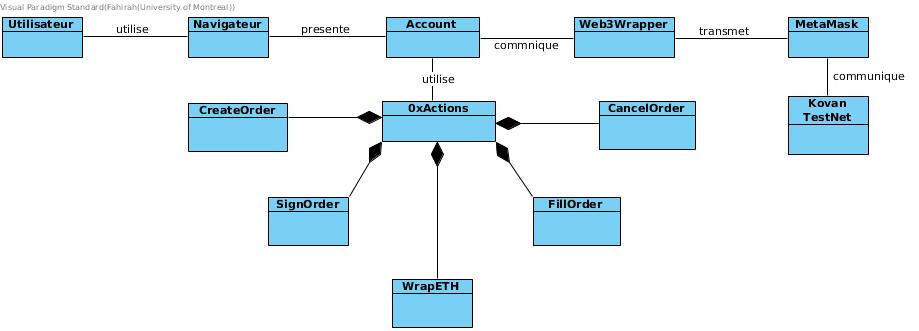 Visual Paradigm Standard(Fahirah(University of Montreal))
Utilisateur
utilise
Navigateur
presente
Account
commnique
Web3Wrapper
transmet
MetaMask
utilise
communique
CreateOrder
0xActions
CancelOrder
Kovan
TestNet
SignOrder
FillOrder
WrapETH